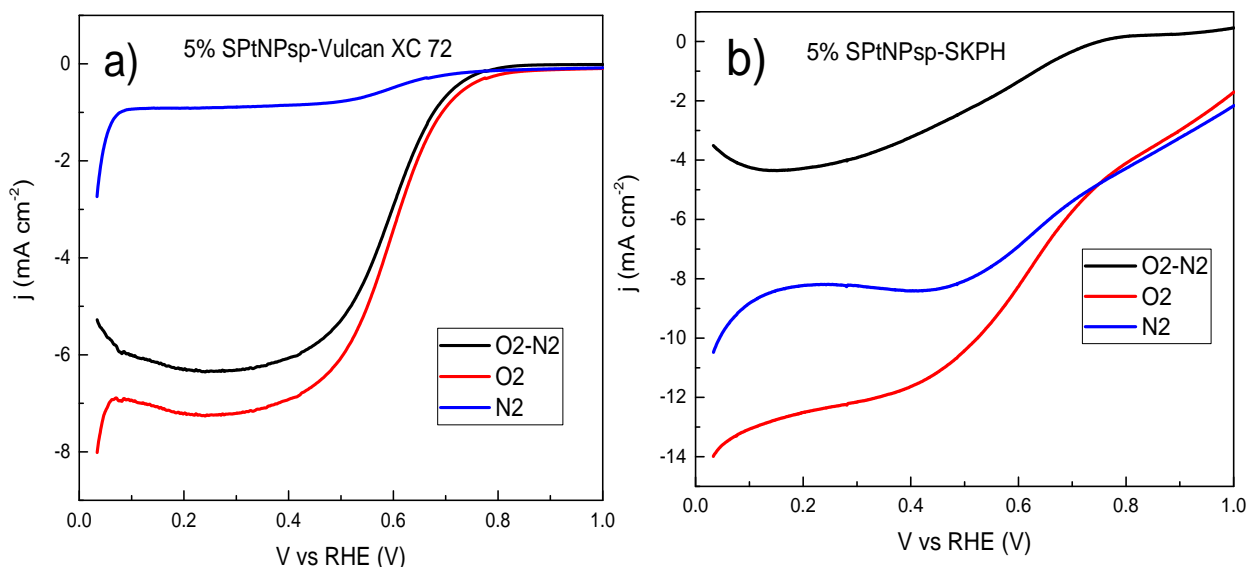 a)
5% SPtNPsp-Vulcan XC 72
0
-2
-4
-6
-8
j (mA cm-2)
O2-N2
O2
N2
0.0 0.2 0.4 0.6 0.8 1.0
V vs RHE (V)
b)
5% SPtNPsp-SKPH
0
-2
-4
-6
-8
-10
-12
-14
j (mA cm-2)
O2-N2
O2
N2
0.0 0.2 0.4 0.6 0.8 1.0
V vs RHE (V)